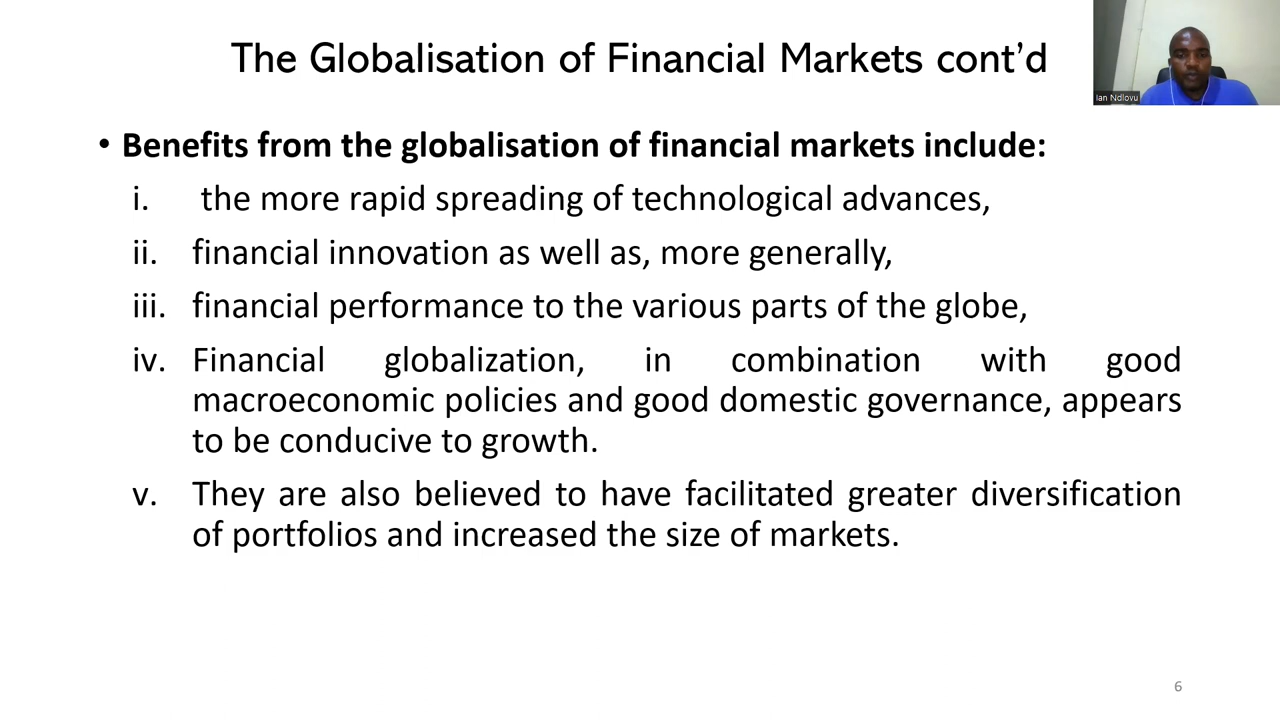 The Globalisation of Financial Markets cont’d
Ian Ndlovu
• Benefits from the globalisation of financial markets include:
i. the more rapid spreading of technological advances,
ii. financial innovation as well as, more generally,
iii. financial performance to the various parts of the globe,
iv. Financial globalization, in combination with good
macroeconomic policies and good domestic governance, appears
to be conducive to growth.
v. They are also believed to have facilitated greater diversification
of portfolios and increased the size of markets.
6